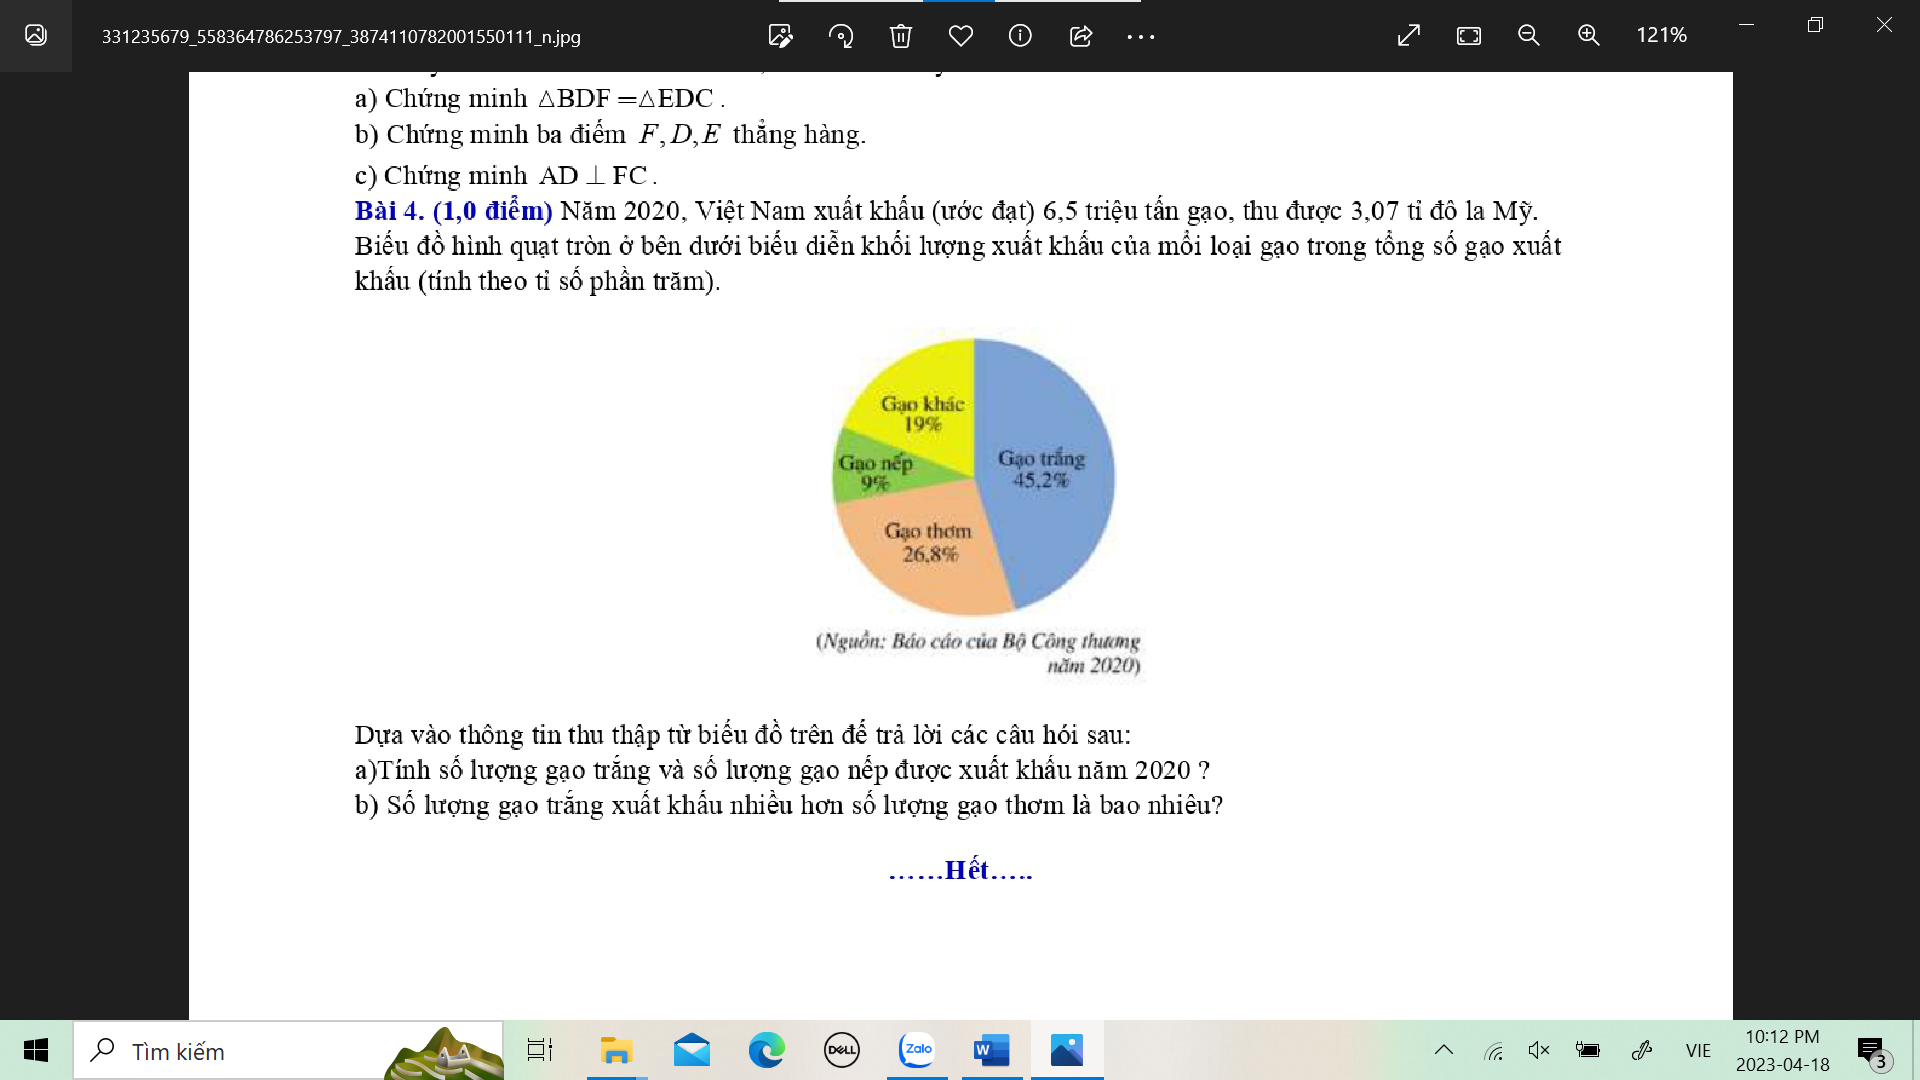 331235679_558364786253797_3874110782001550111_n.jpg
121%
a) Chứng minh △BDF =△EDC .
b) Chứng minh ba điểm F, D, E thẳng hàng.
c) Chứng minh AD ⊥ FC .
Bài 4. (1,0 điểm) Năm 2020, Việt Nam xuất khẩu (ước đạt) 6,5 triệu tấn gạo, thu được 3,07 tỉ đô la Mỹ.
Biểu đồ hình quạt tròn ở bên dưới biểu diễn khối lượng xuất khẩu của mỗi loại gạo trong tổng số gạo xuất
khẩu (tính theo tỉ số phần trăm).
Gạo khác
19%
Gạo trắng
45,2%
Gạo nếp
9%
Gạo thơm
26,8%
(Nguồn: Báo cáo của Bộ Công thương
năm 2020)
Dựa vào thông tin thu thập từ biểu đồ trên để trả lời các câu hỏi sau:
a)Tính số lượng gạo trắng và số lượng gạo nếp được xuất khẩu năm 2020 ?
b) Số lượng gạo trắng xuất khẩu nhiều hơn số lượng gạo thơm là bao nhiêu?
……Hết…..
Tìm kiếm
DELL
Zalo
W
VIE
10:12 PM
2023-04-18
3